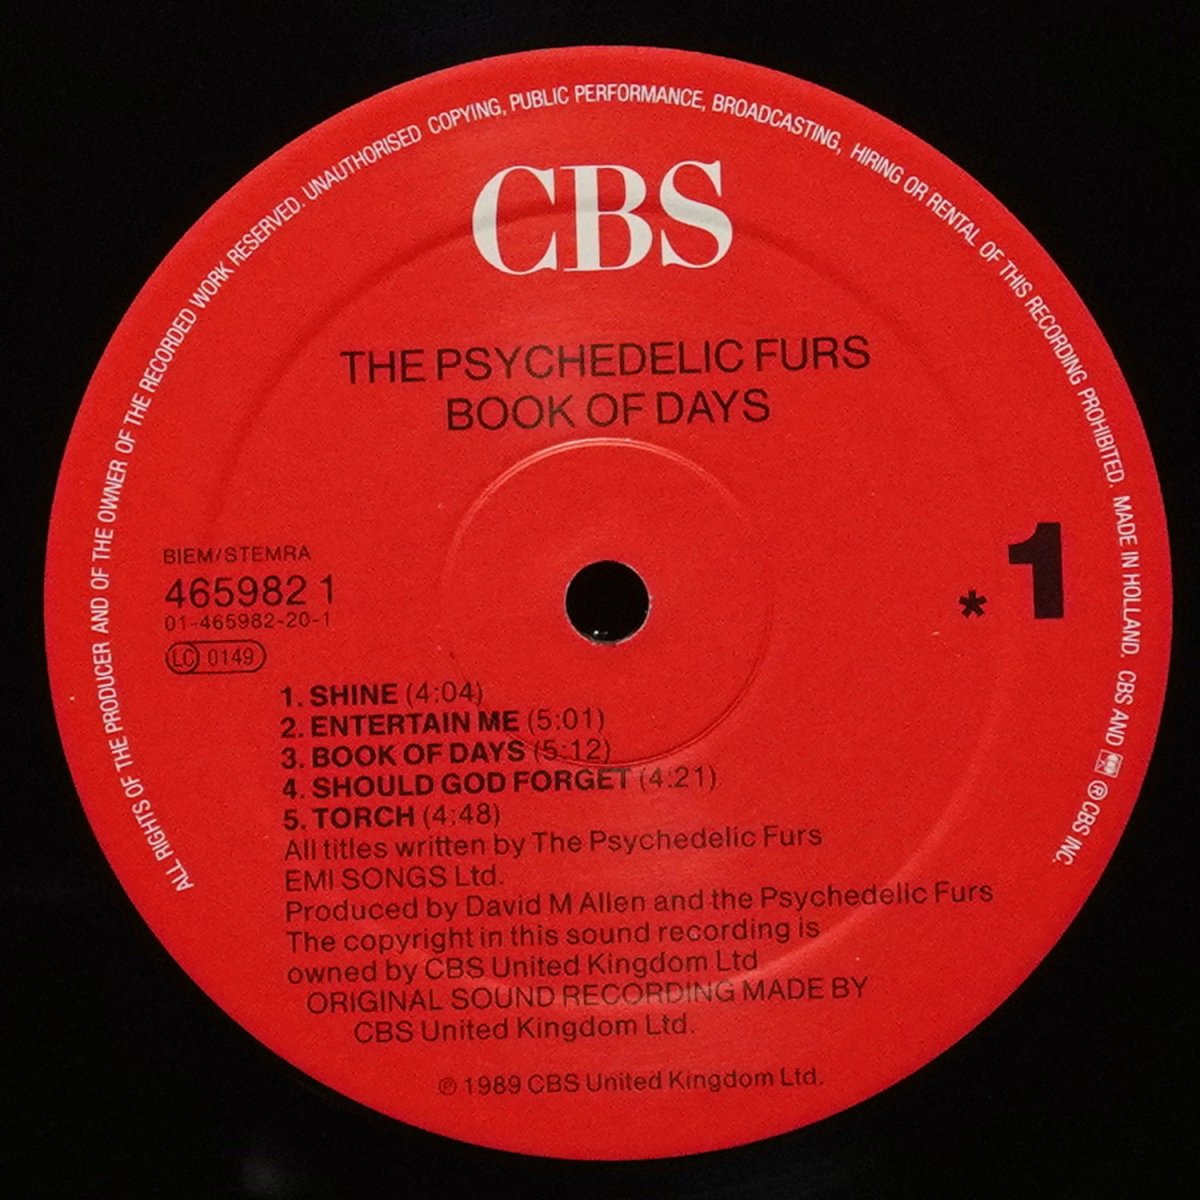 ALL RIGHTS OF THE PRODUCER AND OF THE OWNER OF THE RECORDED WORK RESERVED. UNAUTHORISED COPYING, PUBLIC PERFORMANCE, BROADCASTING, HIRING OR RENTAL OF THIS RECORDING PROHIBITED. MADE IN HOLLAND. CBS AND ® CBS INC.
CBS
THE PSYCHEDELIC FURS
BOOK OF DAYS
BIEM/STEMRA
465982 1
01-465982-20-1
LC 0149
* 1
1. SHINE (4:04)
2. ENTERTAIN ME (5:01)
3. BOOK OF DAYS (5:12)
4. SHOULD GOD FORGET (4:21)
5. TORCH (4:48)
All titles written by The Psychedelic Furs
EMI SONGS Ltd.
Produced by David M Allen and the Psychedelic Furs
The copyright in this sound recording is
owned by CBS United Kingdom Ltd
ORIGINAL SOUND RECORDING MADE BY
CBS United Kingdom Ltd.
℗ 1989 CBS United Kingdom Ltd.